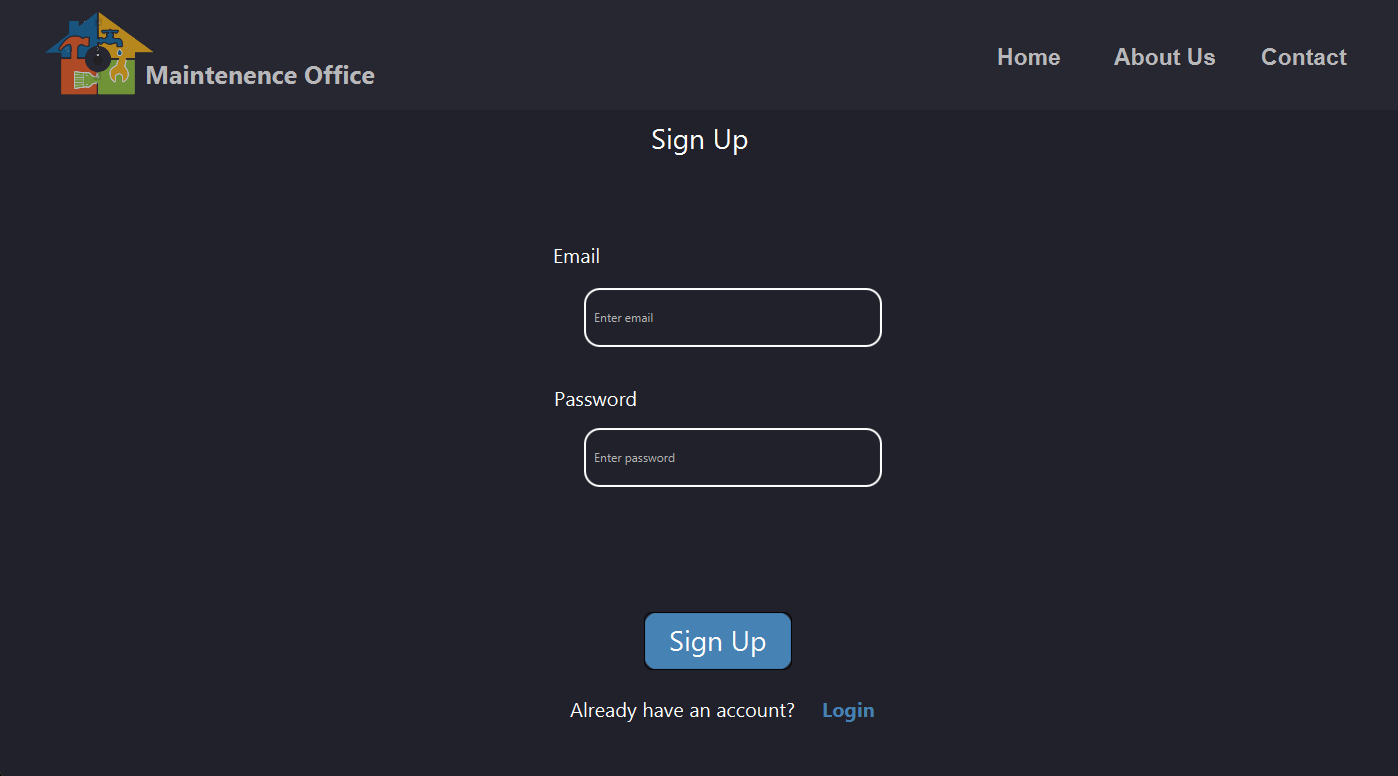 Maintenence Office
Home About Us Contact
Sign Up
Email
Enter email
Password
Enter password
Sign Up
Already have an account? Login